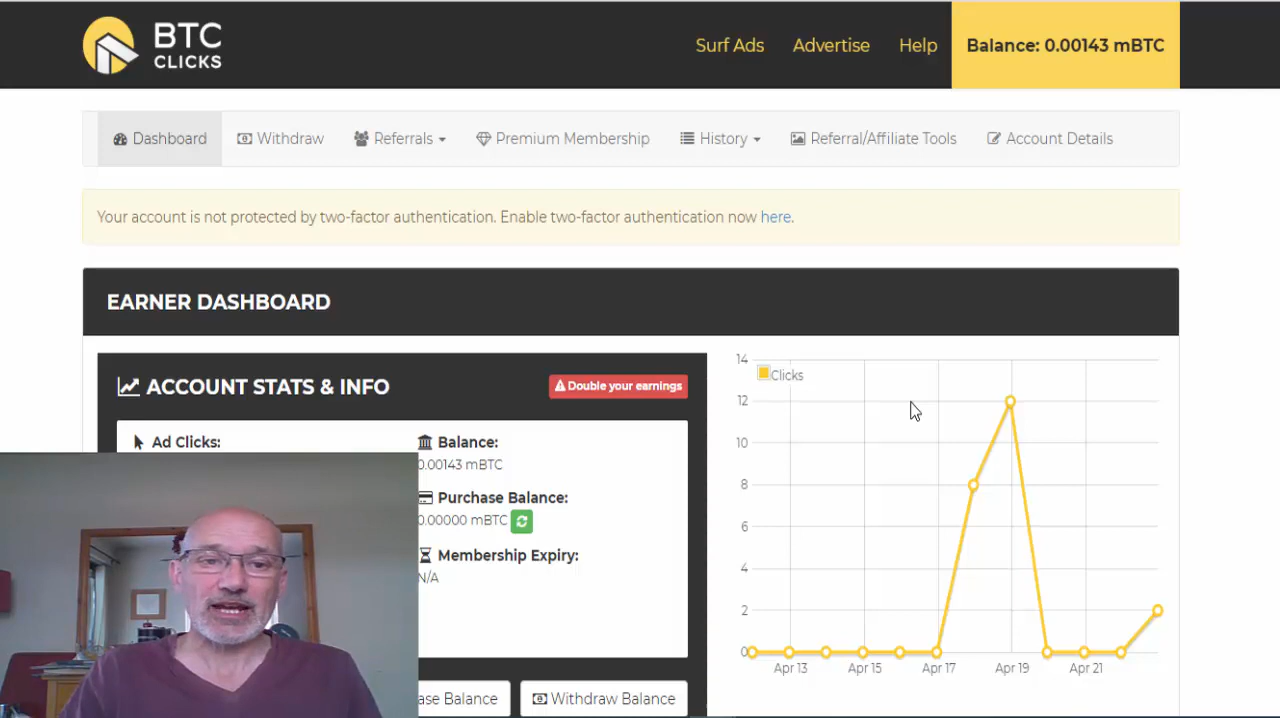 BTC
CLICKS
Surf Ads Advertise Help Balance: 0.00143 mBTC
Dashboard Withdraw Referrals Premium Membership History Referral/Affiliate Tools Account Details
Your account is not protected by two-factor authentication. Enable two-factor authentication now here.
EARNER DASHBOARD
ACCOUNT STATS & INFO Double your earnings
Ad Clicks: Balance:
0.00143 mBTC
Purchase Balance:
0.00000 mBTC
Membership Expiry:
N/A
ase Balance Withdraw Balance
Clicks
14
12
10
8
6
4
2
0
Apr 13 Apr 15 Apr 17 Apr 19 Apr 21